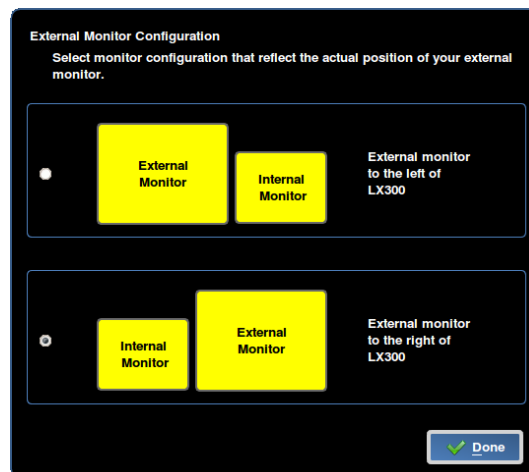 External Monitor Configuration
Select monitor configuration that reflect the actual position of your external
monitor.
External
Monitor
Internal
Monitor
External monitor
to the left of
LX300
Internal
Monitor
External
Monitor
External monitor
to the right of
LX300
Done